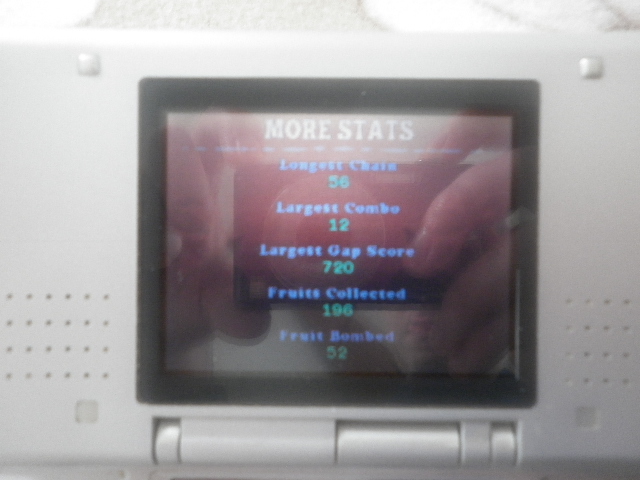 MORE STATS
Longest Chain
56
Largest Combo
12
Largest Gap Score
720
Fruits Collected
196
Fruit Bombed
52